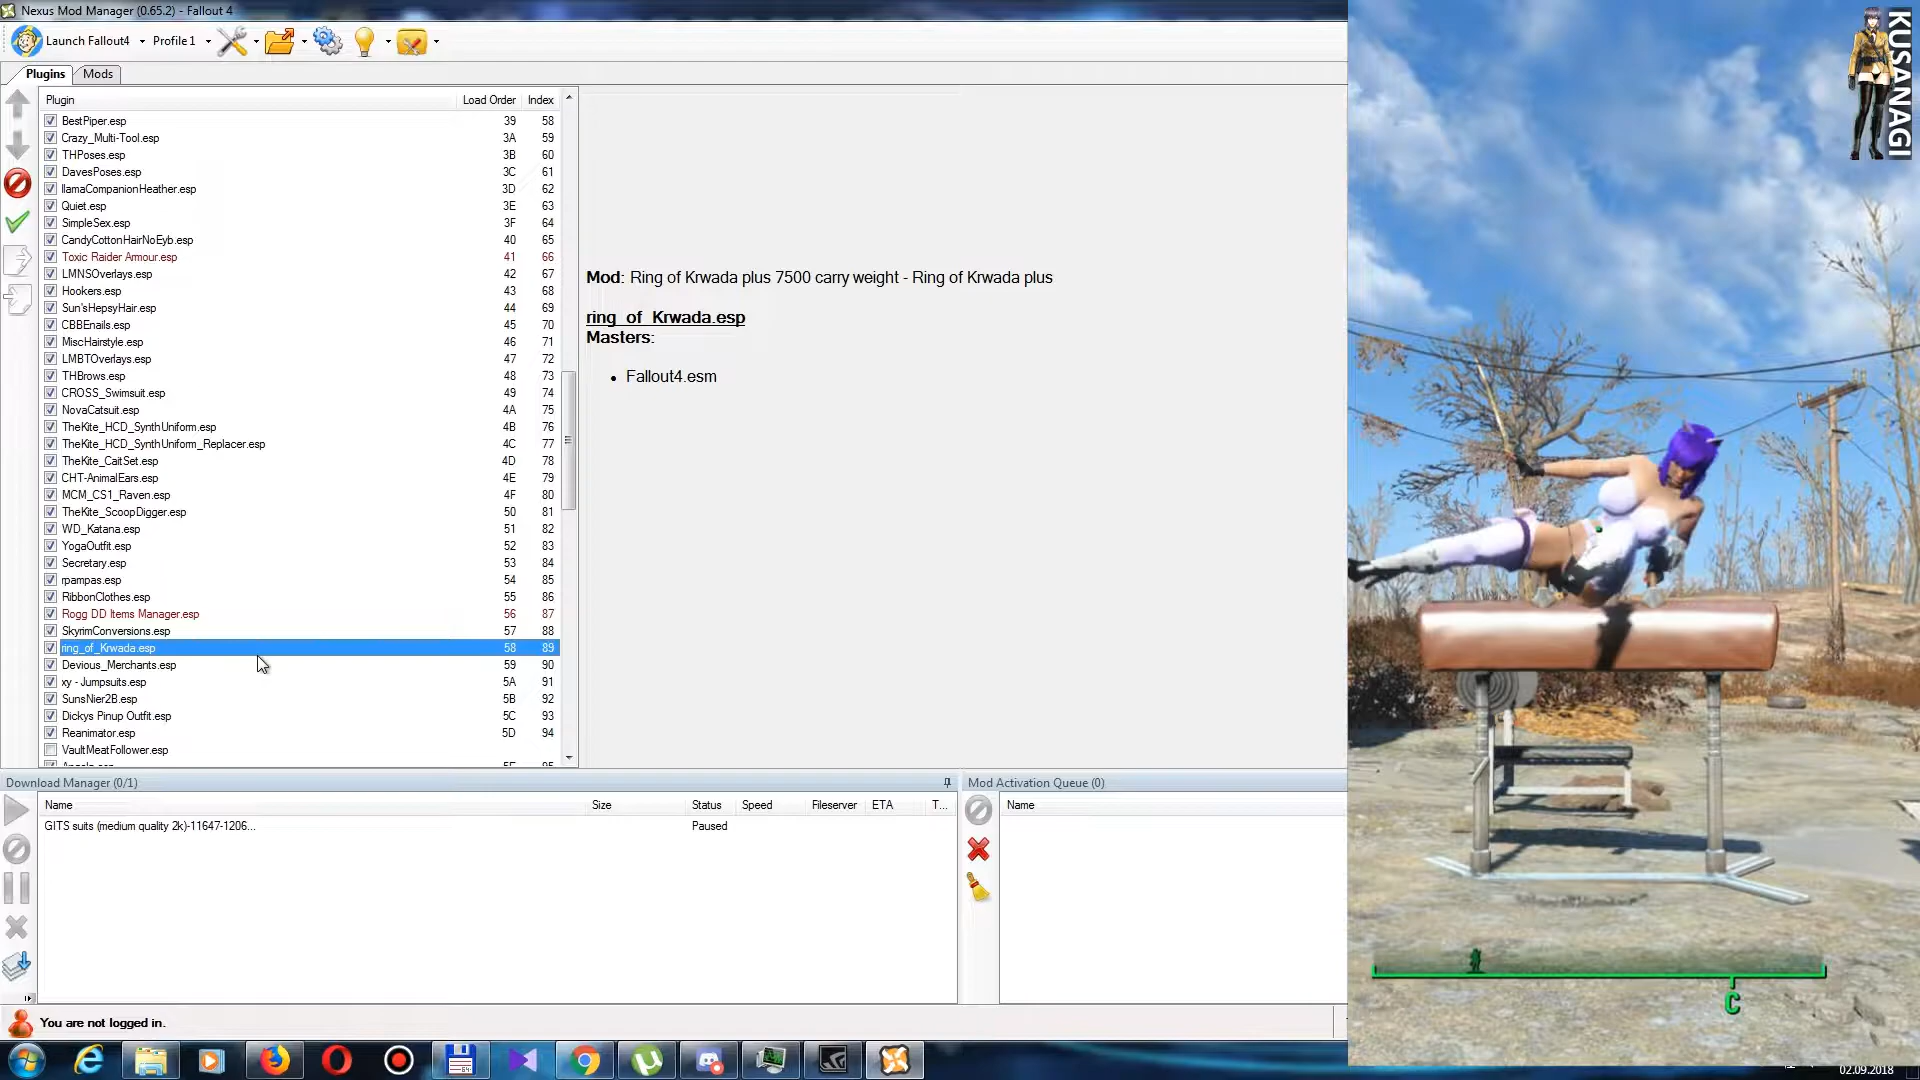 Nexus Mod Manager (0.65.2) - Fallout 4
Launch Fallout4 Profile1
Plugins Mods
Plugin Load Order Index
BestPiper.esp 39 58
Crazy_Multi-Tool.esp 3A 59
THPoses.esp 3B 60
DavesPoses.esp 3C 61
llamaCompanionHeather.esp 3D 62
Quiet.esp 3E 63
SimpleSex.esp 3F 64
CandyCottonHairNoEyb.esp 40 65
Toxic Raider Armour.esp 41 66
LMNSOverlays.esp 42 67
Hookers.esp 43 68
Sun'sHepsyHair.esp 44 69
CBBEnails.esp 45 70
MiscHairstyle.esp 46 71
LMBTOverlays.esp 47 72
THBrows.esp 48 73
CROSS_Swimsuit.esp 49 74
NovaCatsuit.esp 4A 75
TheKite_HCD_SynthUniform.esp 4B 76
TheKite_HCD_SynthUniform_Replacer.esp 4C 77
TheKite_CaitSet.esp 4D 78
CHT-AnimalEars.esp 4E 79
MCM_CS1_Raven.esp 4F 80
TheKite_ScoopDigger.esp 50 81
WD_Katana.esp 51 82
YogaOutfit.esp 52 83
Secretary.esp 53 84
rpampas.esp 54 85
RibbonClothes.esp 55 86
Rogg DD Items Manager.esp 56 87
SkyrimConversions.esp 57 88
ring_of_Krwada.esp 58 89
Devious_Merchants.esp 59 90
xy - Jumpsuits.esp 5A 91
SunsNier2B.esp 5B 92
Dickys Pinup Outfit.esp 5C 93
Reanimator.esp 5D 94
VaultMeatFollower.esp
Mod: Ring of Krwada plus 7500 carry weight - Ring of Krwada plus
ring_of_Krwada.esp
Masters:
Fallout4.esm
Download Manager (0/1)
Name Size Status Speed Fileserver ETA T...
GITS suits (medium quality 2k)-11647-1206... Paused
Mod Activation Queue (0)
Name
You are not logged in.
KUSANAGI
C
02.09.2018